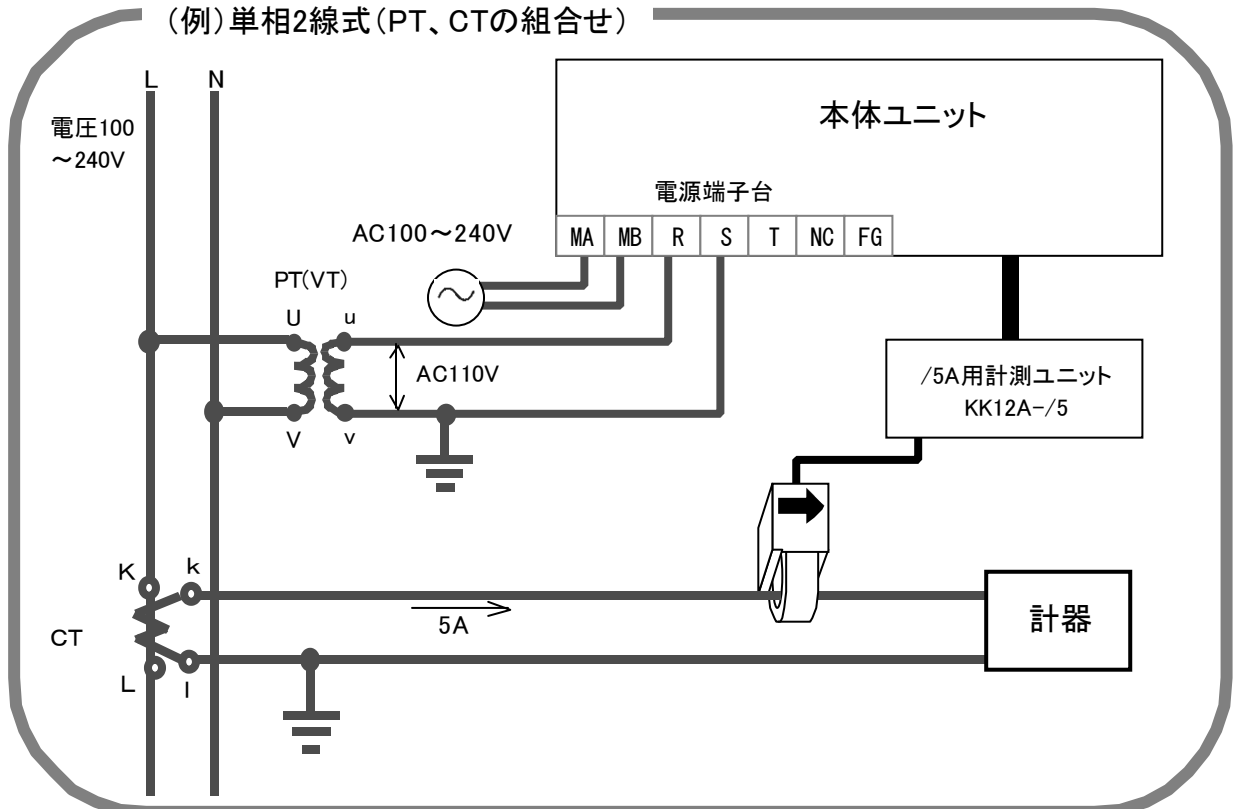 (例)単相2線式(PT、CTの組合せ)
L
N
電圧100
～240V
本体ユニット
電源端子台
AC100～240V
MA MB R S T NC FG
PT(VT)
U
u
AC110V
V
v
/5A用計測ユニット
KK12A-/5
K
k
5A
CT
L
l
計器